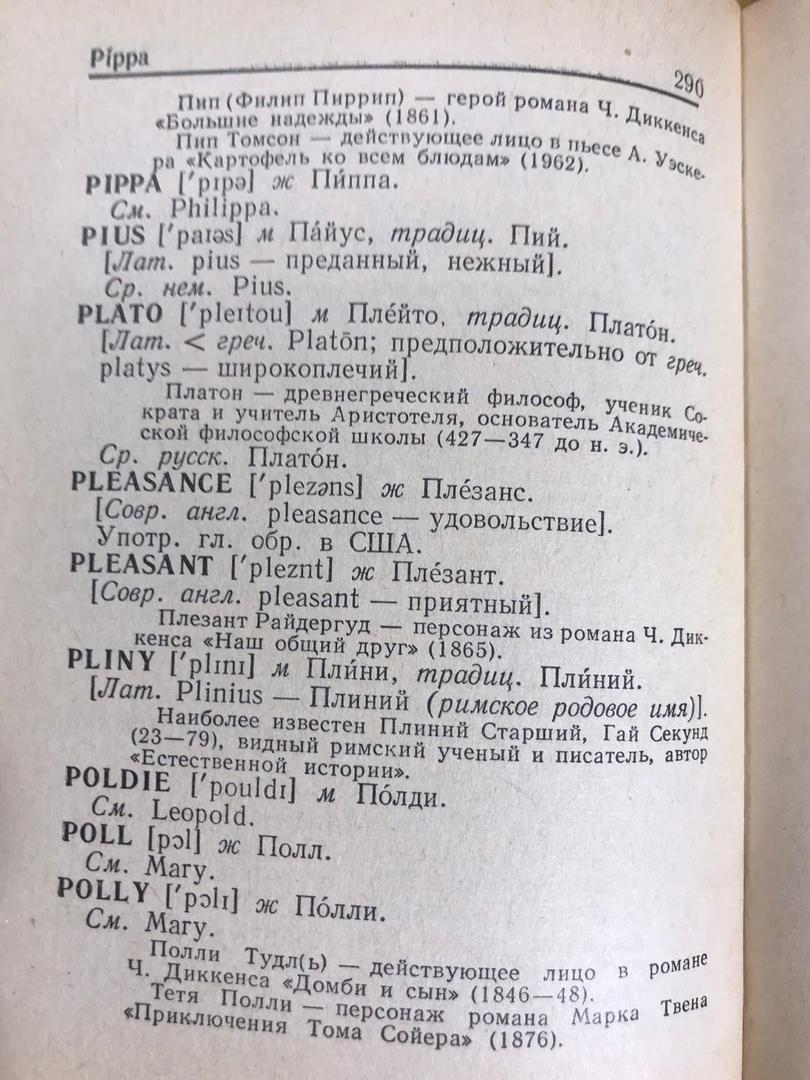 Pippa
290
Пип (Филип Пиррип) — герой романа Ч. Диккенса
«Большие надежды» (1861).
Пип Томсон — действующее лицо в пьесе А. Уэске-
ра «Картофель ко всем блюдам» (1962).
PIPPA [ˈpɪpə] ж Пи́ппа.
См. Philippa.
PIUS [ˈpaɪəs] м Па́йус, традиц. Пий.
[Лат. pius — преданный, нежный].
Ср. нем. Pius.
PLATO [ˈpleɪtou] м Пле́йто, традиц. Плато́н.
[Лат. < греч. Platōn; предположительно от греч.
platys — широкоплечий].
Платон — древнегреческий философ, ученик Со-
крата и учитель Аристотеля, основатель Академиче-
ской философской школы (427—347 до н. э.).
Ср. русск. Плато́н.
PLEASANCE [ˈplezəns] ж Пле́занс.
[Совр. англ. pleasance — удовольствие].
Употр. гл. обр. в США.
PLEASANT [ˈpleznt] ж Пле́зант.
[Совр. англ. pleasant — приятный].
Плезант Райдергуд — персонаж из романа Ч. Дик-
кенса «Наш общий друг» (1865).
PLINY [ˈplɪnɪ] м Пли́ни, традиц. Пли́ний.
[Лат. Plinius — Плиний (римское родовое имя)].
Наиболее известен Плиний Старший, Гай Секунд
(23—79), видный римский ученый и писатель, автор
«Естественной истории».
POLDIE [ˈpouldɪ] м По́лди.
См. Leopold.
POLL [pɔl] ж Полл.
См. Mary.
POLLY [ˈpɔlɪ] ж По́лли.
См. Mary.
Полли Тудл(ь) — действующее лицо в романе
Ч. Диккенса «Домби и сын» (1846—48).
Тетя Полли — персонаж романа Марка Твена
«Приключения Тома Сойера» (1876).